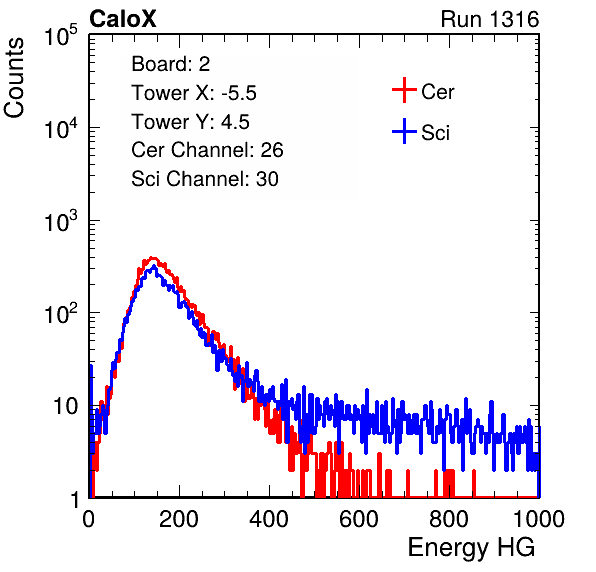 CaloX Run 1316
Counts
10^5
10^4
10^3
10^2
10
1
Board: 2
Tower X: -5.5
Tower Y: 4.5
Cer Channel: 26
Sci Channel: 30
Cer
Sci
0 200 400 600 800 1000
Energy HG